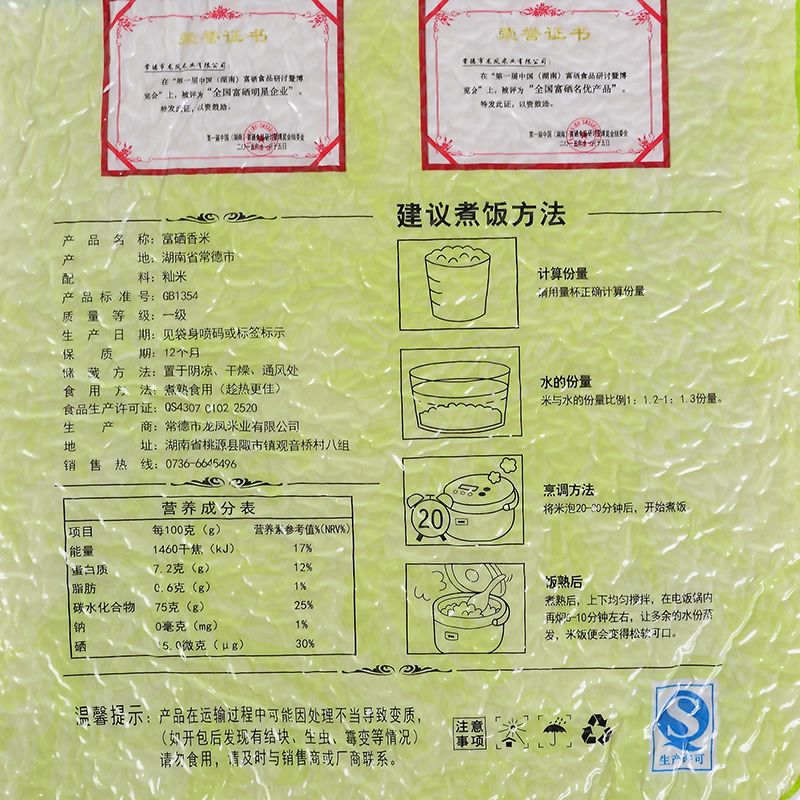 荣誉证书
常德市龙凤米业有限公司：
在“第一届中国（湖南）富硒食品研讨暨博
览会”上，被评为“全国富硒明星企业”。
特发此证，以资鼓励。
第一届中国（湖南）富硒食品研讨暨博览会组委会
荣誉证书
常德市龙凤米业有限公司：
在“第一届中国（湖南）富硒食品研讨暨博
览会”上，被评为“全国富硒名优产品”。
特发此证，以资鼓励。
第一届中国（湖南）富硒食品研讨暨博览会组委会
产品名称：富硒香米
产地：湖南省常德市
配料：籼米
产品标准号：GB1354
质量等级：一级
生产日期：见袋身喷码或标签标示
保质期：12个月
储藏方法：置于阴凉、干燥、通风处
食用方法：煮熟食用（趁热更佳）
食品生产许可证：QS4307 C102 2520
生产商：常德市龙凤米业有限公司
地址：湖南省桃源县陬市镇观音桥村八组
销售热线：0736-6645496
营养成分表
项目 每100克（g） 营养素参考值%(NRV%)
能量 1460千焦（kJ） 17%
蛋白质 7.2克（g） 12%
脂肪 0.6克（g） 1%
碳水化合物 75克（g） 25%
钠 0毫克（mg） 1%
硒 5.0微克（μg） 30%
建议煮饭方法
计算份量
请用量杯正确计算份量
水的份量
米与水的份量比例1：1.2-1：1.3份量。
20
烹调方法
将米泡20-30分钟后，开始煮饭
饭熟后
煮熟后，上下均匀搅拌，在电饭锅内
再焖5-10分钟左右，让多余的水份蒸
发，米饭便会变得松软可口。
温馨提示：产品在运输过程中可能因处理不当导致变质，
（如开包后发现有结块、生虫、霉变等情况）
请勿食用，请及时与销售商或厂商联系。
注意
事项
生产许可